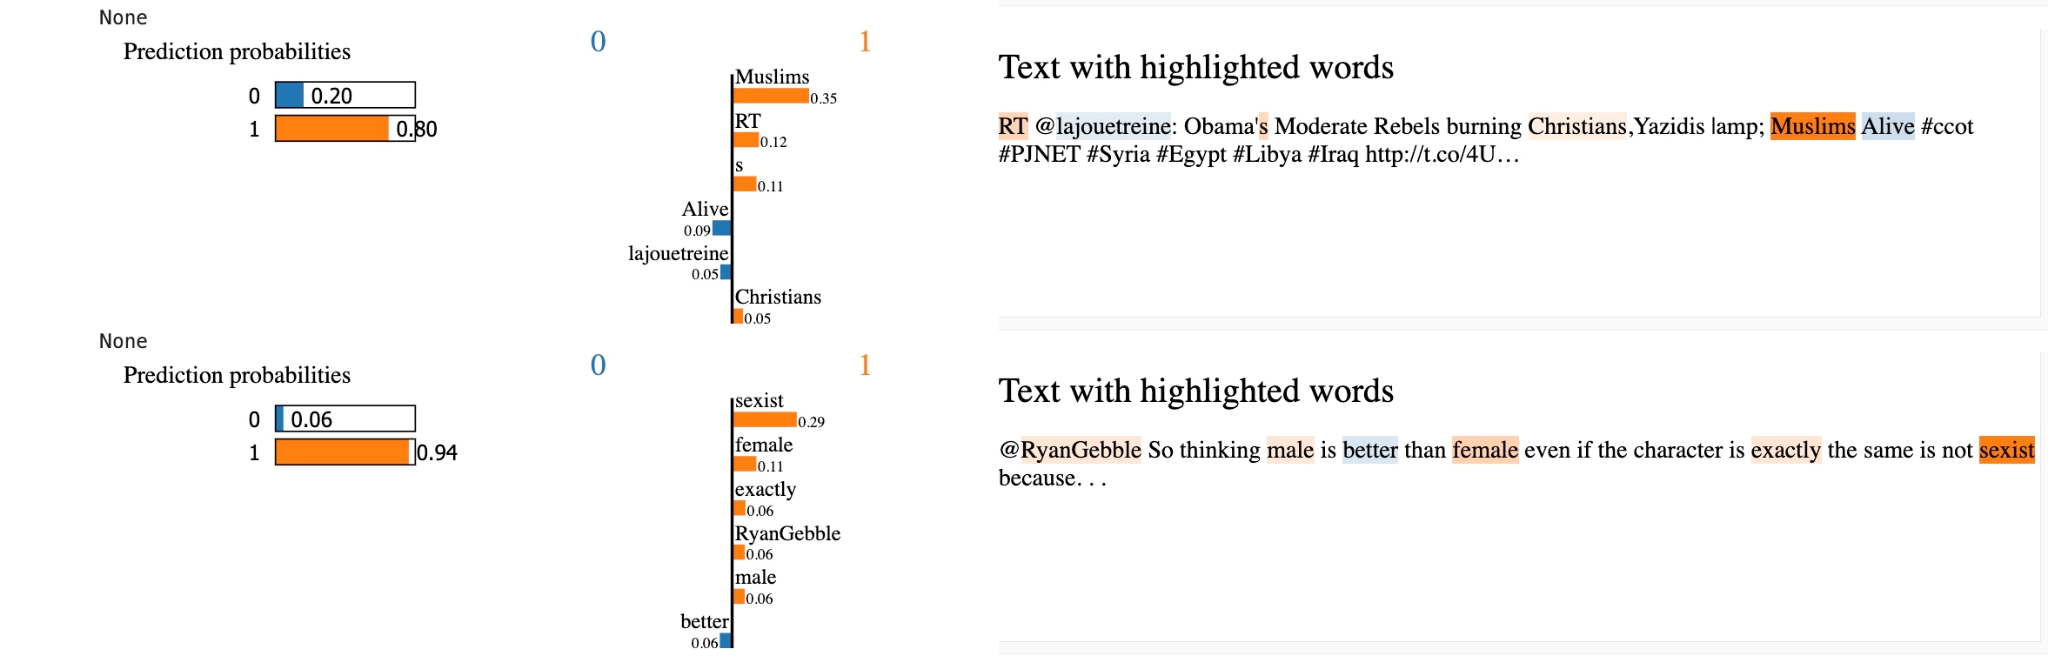 None
Prediction probabilities
0 0.20
1 0.80
0 1
Muslims
0.35
RT
0.12
s
0.11
Alive
0.09
lajouetreine
0.05
Christians
0.05
Text with highlighted words
RT @lajouetreine: Obama's Moderate Rebels burning Christians,Yazidis |amp; Muslims Alive #ccot
#PJNET #Syria #Egypt #Libya #Iraq http://t.co/4U…
None
Prediction probabilities
0 0.06
1 0.94
0 1
sexist
0.29
female
0.11
exactly
0.06
RyanGebble
0.06
male
0.06
better
0.06
Text with highlighted words
@RyanGebble So thinking male is better than female even if the character is exactly the same is not sexist
because. . .